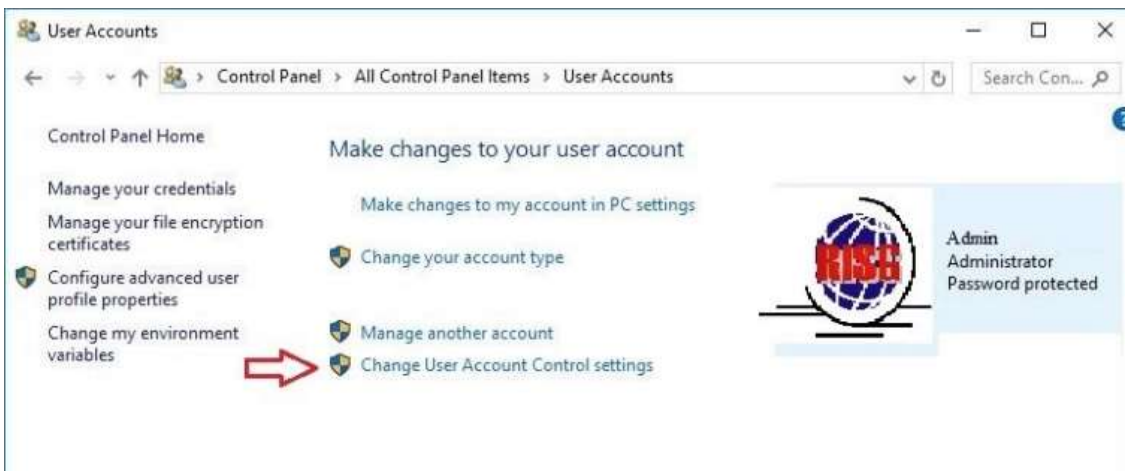 User Accounts
Control Panel > All Control Panel Items > User Accounts
Search Con...
Control Panel Home
Manage your credentials
Manage your file encryption
certificates
Configure advanced user
profile properties
Change my environment
variables
Make changes to your user account
Make changes to my account in PC settings
Change your account type
Manage another account
Change User Account Control settings
RISG
Admin
Administrator
Password protected
?